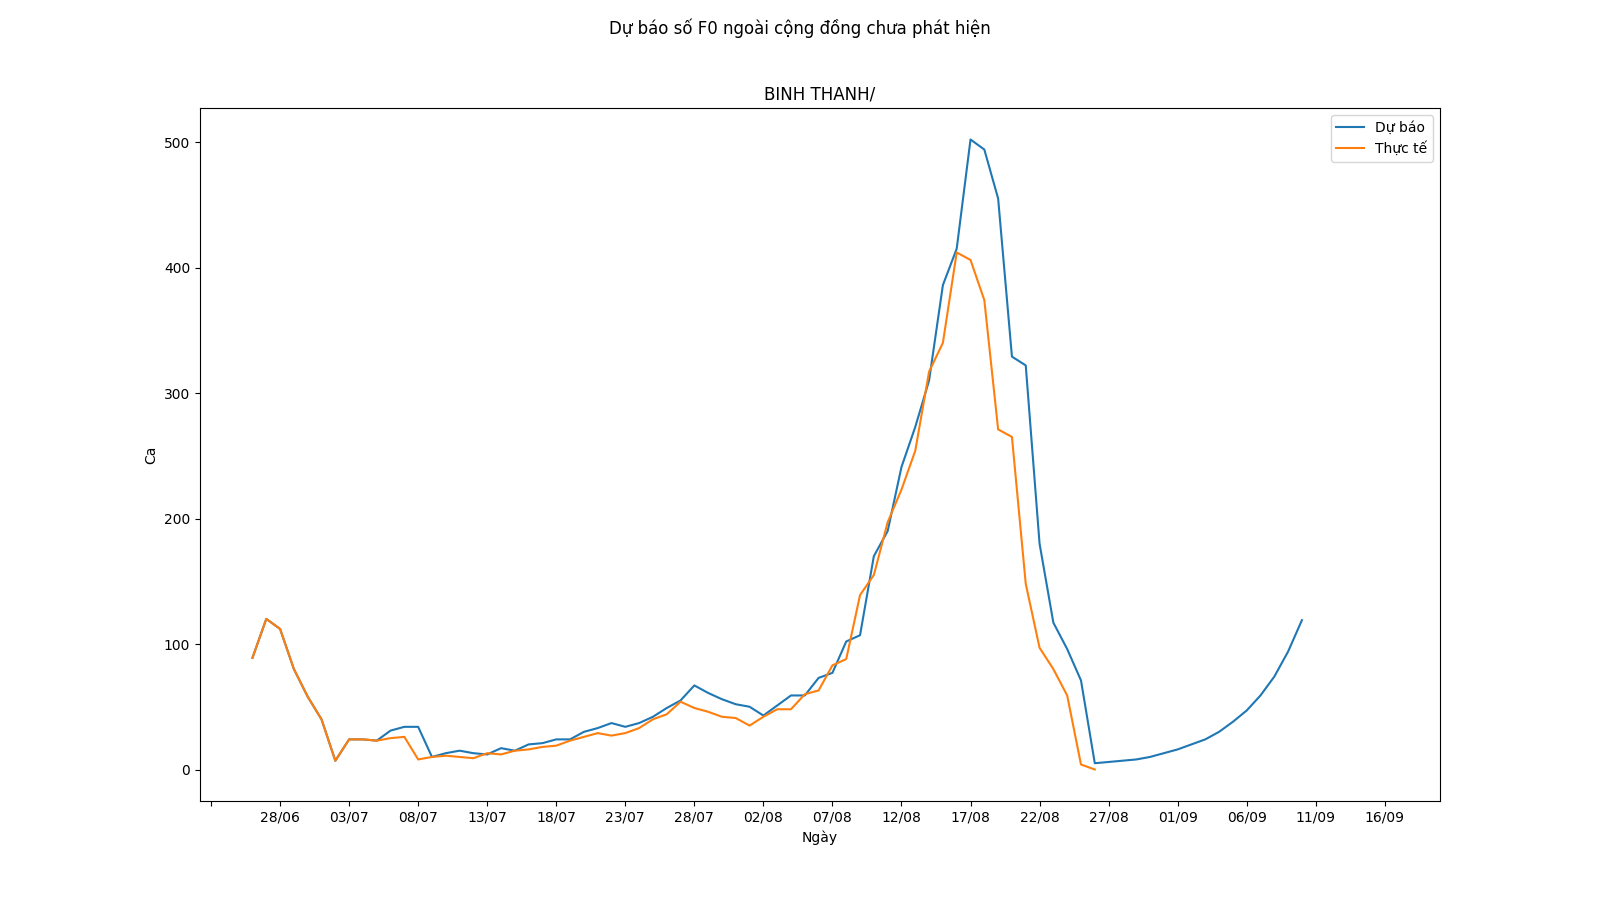 Dự báo số F0 ngoài cộng đồng chưa phát hiện
BINH THANH/
Dự báo
Thực tế
500
400
300
200
100
0
Ca
28/06 03/07 08/07 13/07 18/07 23/07 28/07 02/08 07/08 12/08 17/08 22/08 27/08 01/09 06/09 11/09 16/09
Ngày